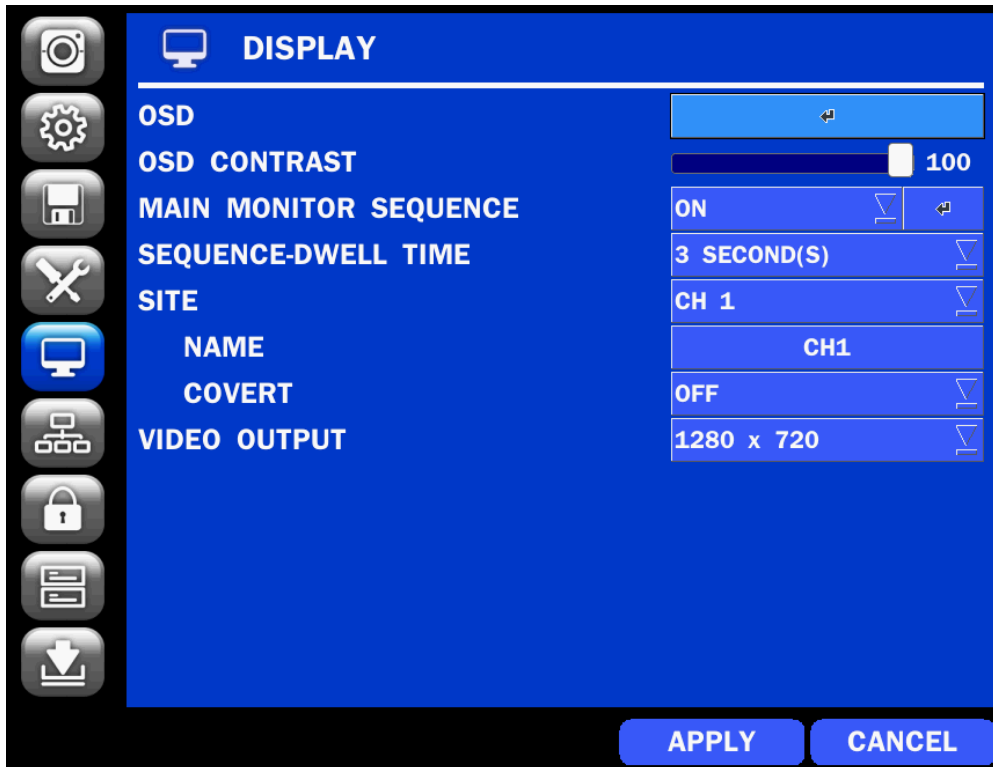 DISPLAY
OSD
OSD CONTRAST 100
MAIN MONITOR SEQUENCE ON
SEQUENCE-DWELL TIME 3 SECOND(S)
SITE CH 1
NAME CH1
COVERT OFF
VIDEO OUTPUT 1280 x 720
APPLY CANCEL